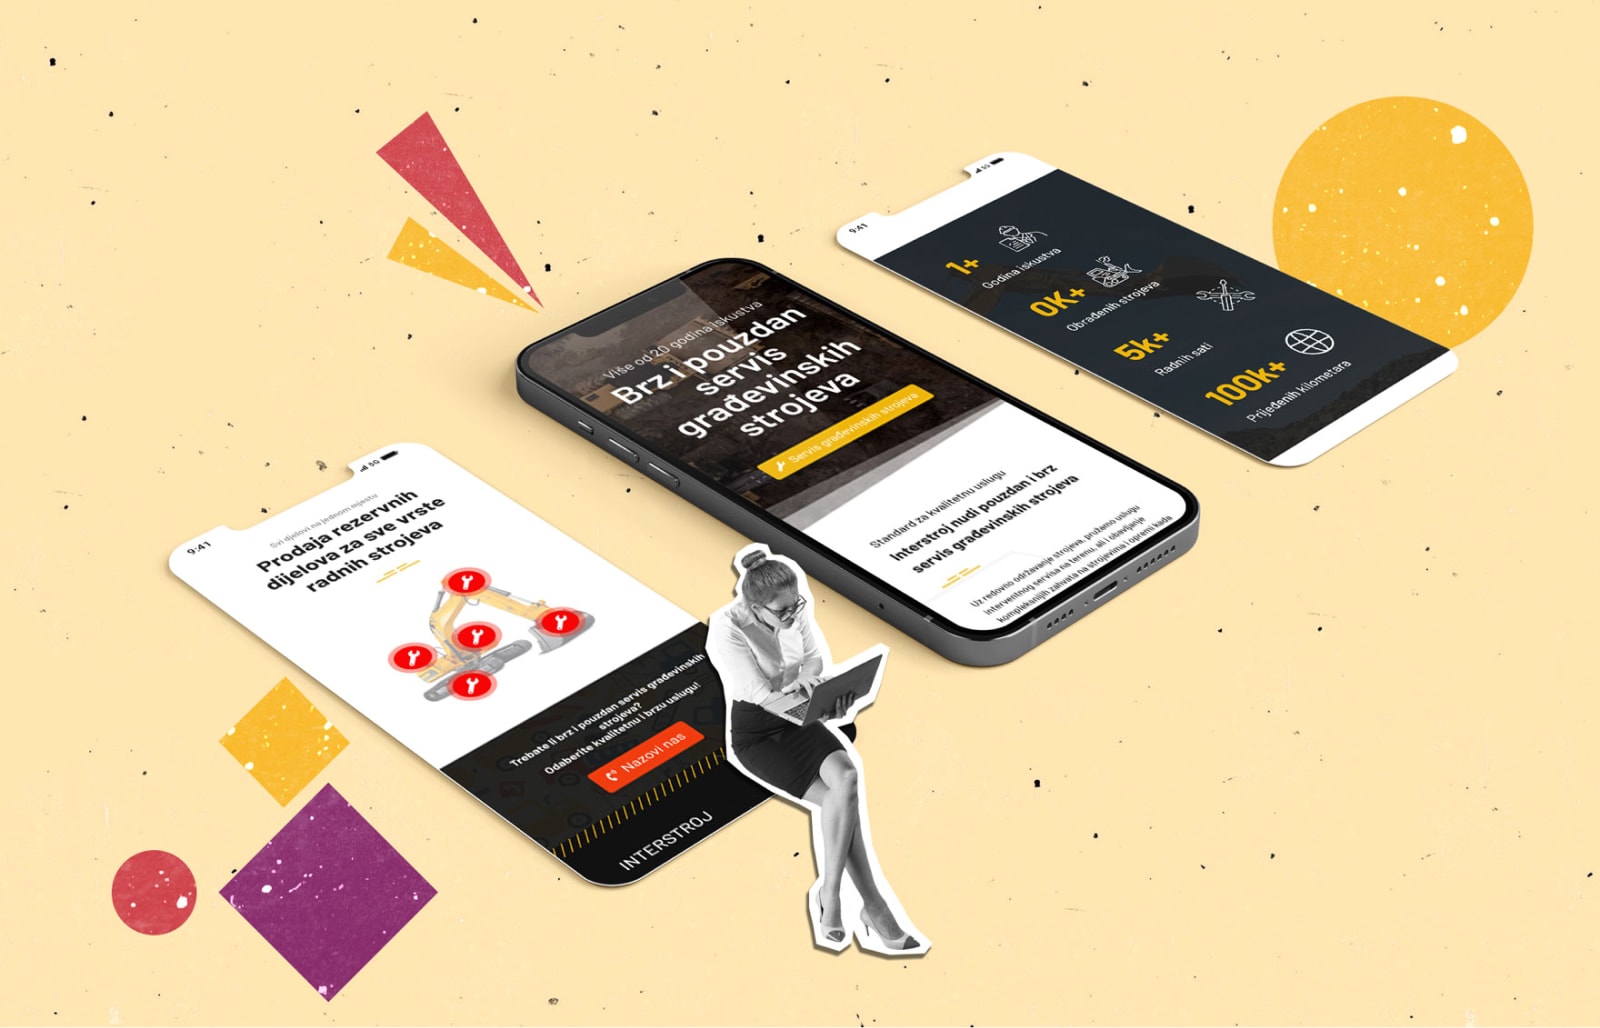 9:41
5G
Svi djelovi na jednom mjestu
Prodaja rezervnih
dijelova za sve vrste
radnih strojeva
Trebate li brz i pouzdan servis građevinskih
strojeva?
Odaberite kvalitetnu i brzu uslugu!
Nazovi nas
INTERSTROJ
Više od 20 godina iskustva
Brz i pouzdan
servis
građevinskih
strojeva
Servis građevinskih strojeva
Standard za kvalitetnu uslugu
Interstroj nudi pouzdan i brz
servis građevinskih strojeva
Uz redovno održavanje strojeva, pružamo uslugu
interventnog servisa na terenu, ali i obavljanje
kompleksnijih zahvata na strojevima i opremi kada
9:41
5G
1+
Godina iskustva
0K+
Obrađenih strojeva
5k+
Radnih sati
100k+
Prijeđenih kilometara